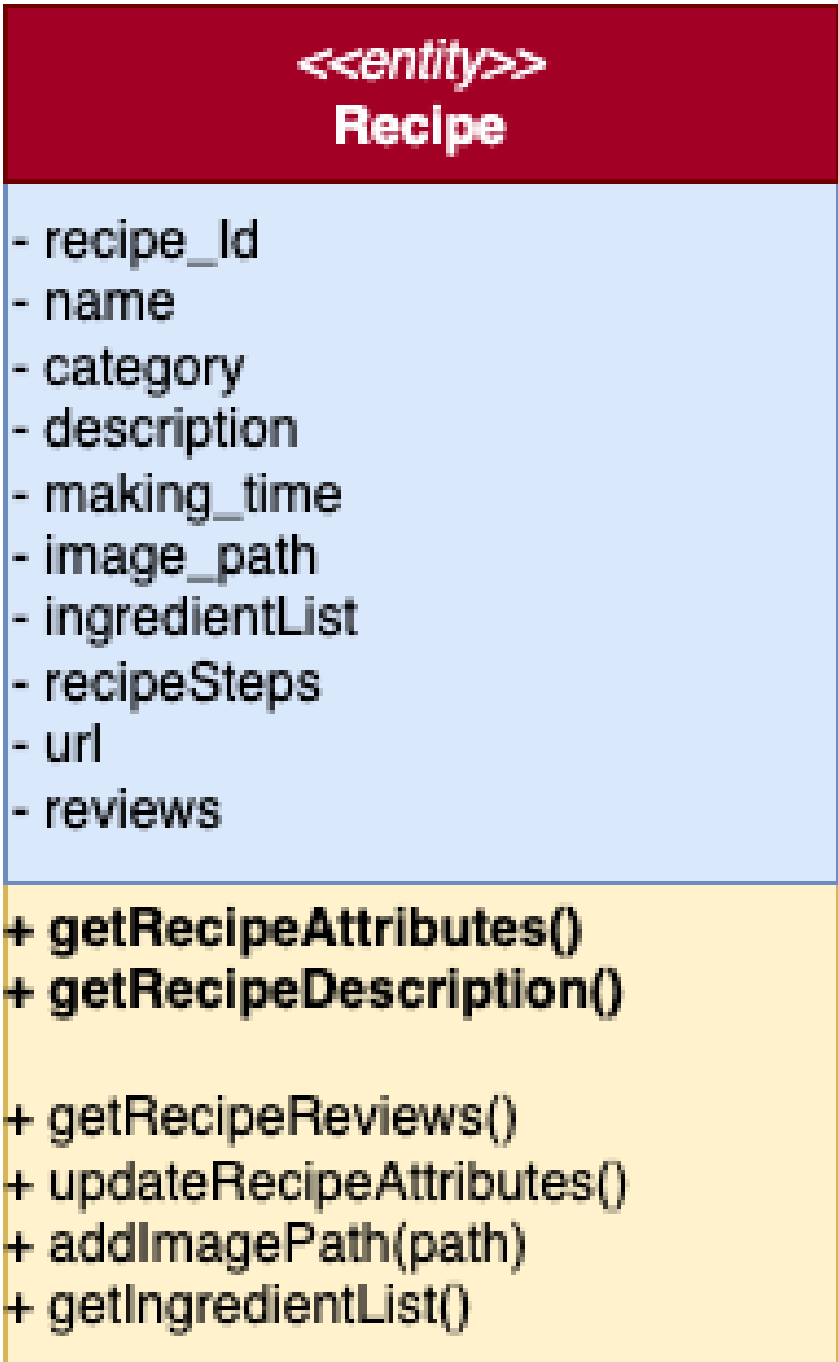 <<entity>>
Recipe
- recipe_Id
- name
- category
- description
- making_time
- image_path
- ingredientList
- recipeSteps
- url
- reviews
+ getRecipeAttributes()
+ getRecipeDescription()
+ getRecipeReviews()
+ updateRecipeAttributes()
+ addImagePath(path)
+ getIngredientList()